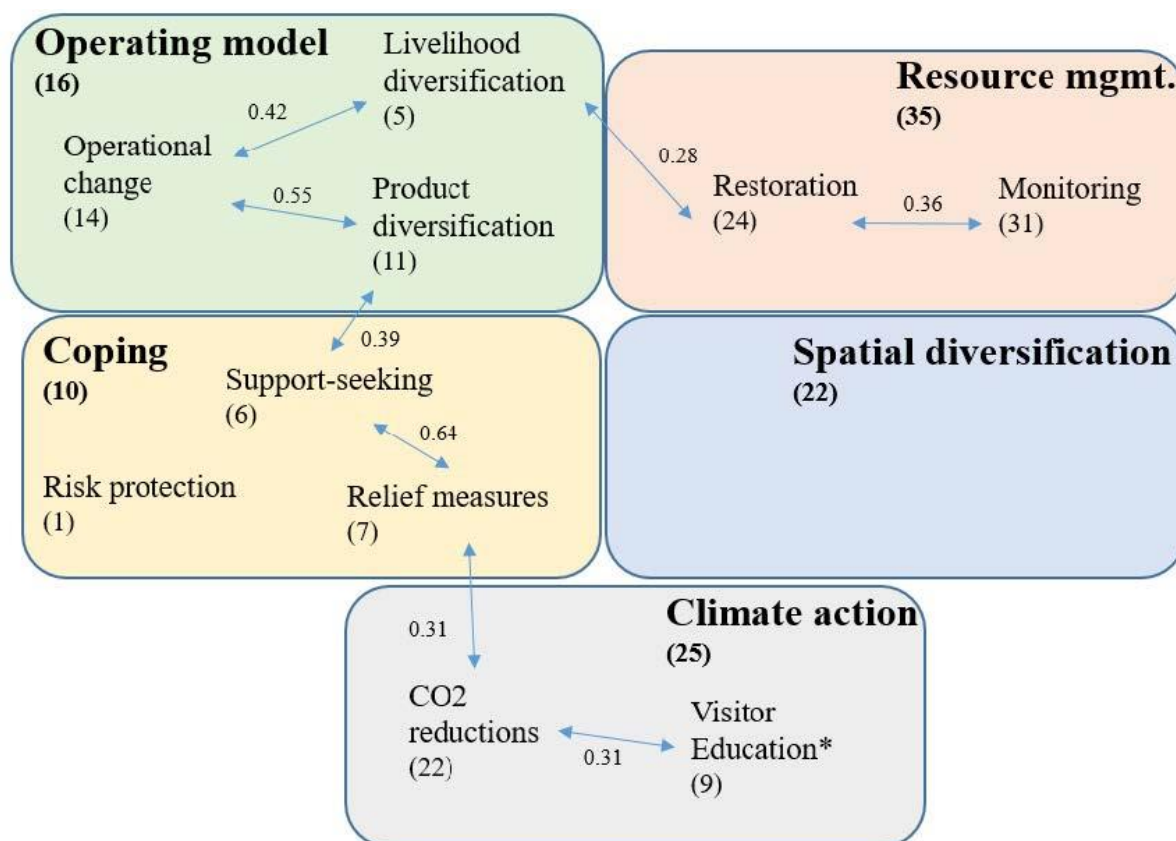 Operating model
(16)
Livelihood
diversification
(5)
0.42
Operational
change
(14)
0.55
Product
diversification
(11)
Resource mgmt.
(35)
0.28
Restoration
(24)
0.36
Monitoring
(31)
0.39
Coping
(10)
Support-seeking
(6)
0.64
Risk protection
(1)
Relief measures
(7)
Spatial diversification
(22)
Climate action
(25)
0.31
CO2
reductions
(22)
0.31
Visitor
Education*
(9)